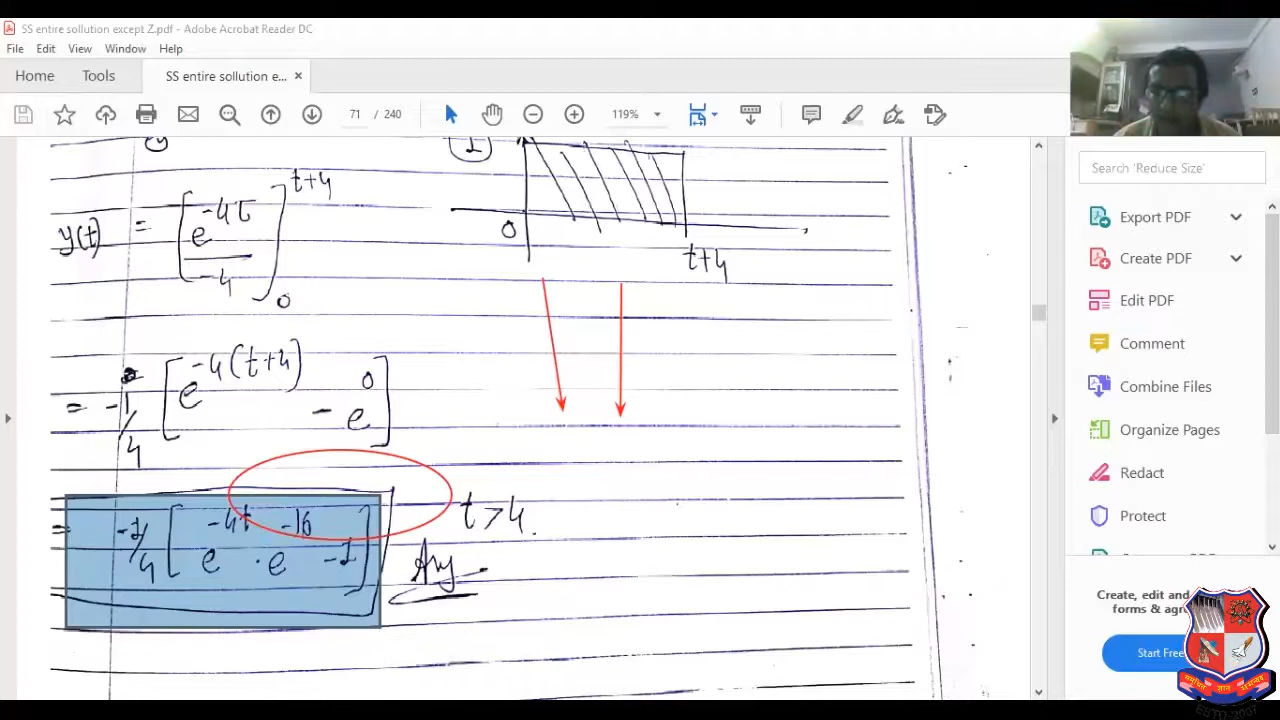 SS entire sollution except Z.pdf - Adobe Acrobat Reader DC
File Edit View Window Help
Home Tools SS entire sollution e... ×
71 / 240 119%
Search 'Reduce Size'
Export PDF
Create PDF
Edit PDF
Comment
Combine Files
Organize Pages
Redact
Protect
Create, edit and
forms & agr
Start Free
1
y(t) = [e^-4τ / -4]_0^t+4
0 t+4
= -1/4 [e^-4(t+4) - e^0]
= -1/4 [e^-4t . e^-16 - 1] t > 4.
Ans
ESTD-2007